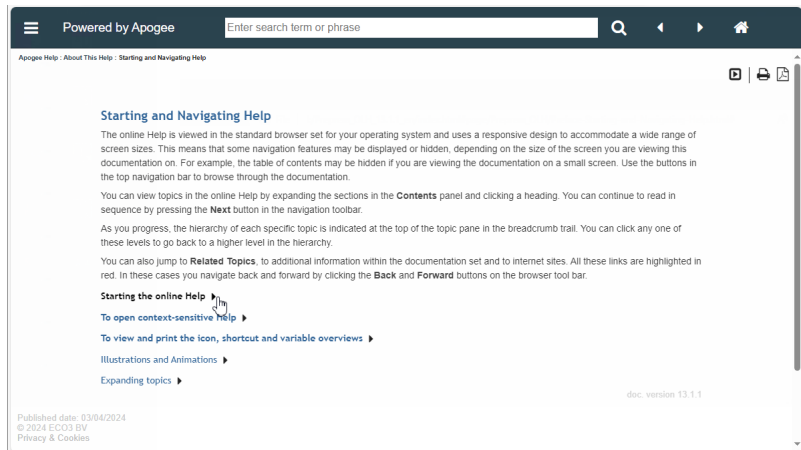 Powered by Apogee
Enter search term or phrase
Apogee Help : About This Help : Starting and Navigating Help
Starting and Navigating Help
The online Help is viewed in the standard browser set for your operating system and uses a responsive design to accommodate a wide range of
screen sizes. This means that some navigation features may be displayed or hidden, depending on the size of the screen you are viewing this
documentation on. For example, the table of contents may be hidden if you are viewing the documentation on a small screen. Use the buttons in
the top navigation bar to browse through the documentation.
You can view topics in the online Help by expanding the sections in the Contents panel and clicking a heading. You can continue to read in
sequence by pressing the Next button in the navigation toolbar.
As you progress, the hierarchy of each specific topic is indicated at the top of the topic pane in the breadcrumb trail. You can click any one of
these levels to go back to a higher level in the hierarchy.
You can also jump to Related Topics, to additional information within the documentation set and to internet sites. All these links are highlighted in
red. In these cases you navigate back and forward by clicking the Back and Forward buttons on the browser tool bar.
Starting the online Help
To open context-sensitive help
To view and print the icon, shortcut and variable overviews
Illustrations and Animations
Expanding topics
doc. version 13.1.1
Published date: 03/04/2024
© 2024 ECO3 BV
Privacy & Cookies